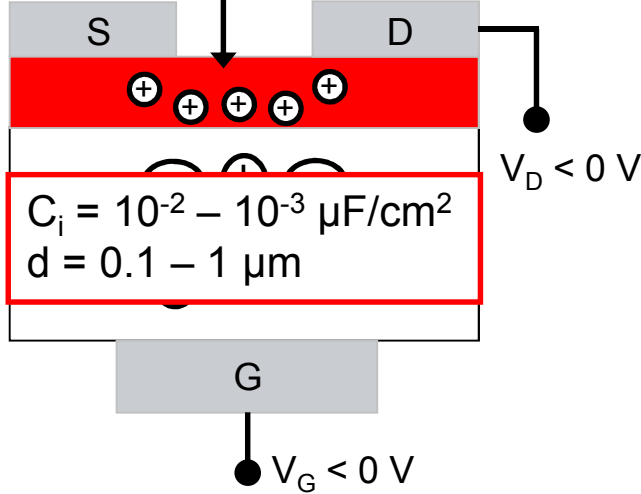 S
D
+ + + + +
V_D < 0 V
C_i = 10^-2 – 10^-3 µF/cm^2
d = 0.1 – 1 µm
G
V_G < 0 V